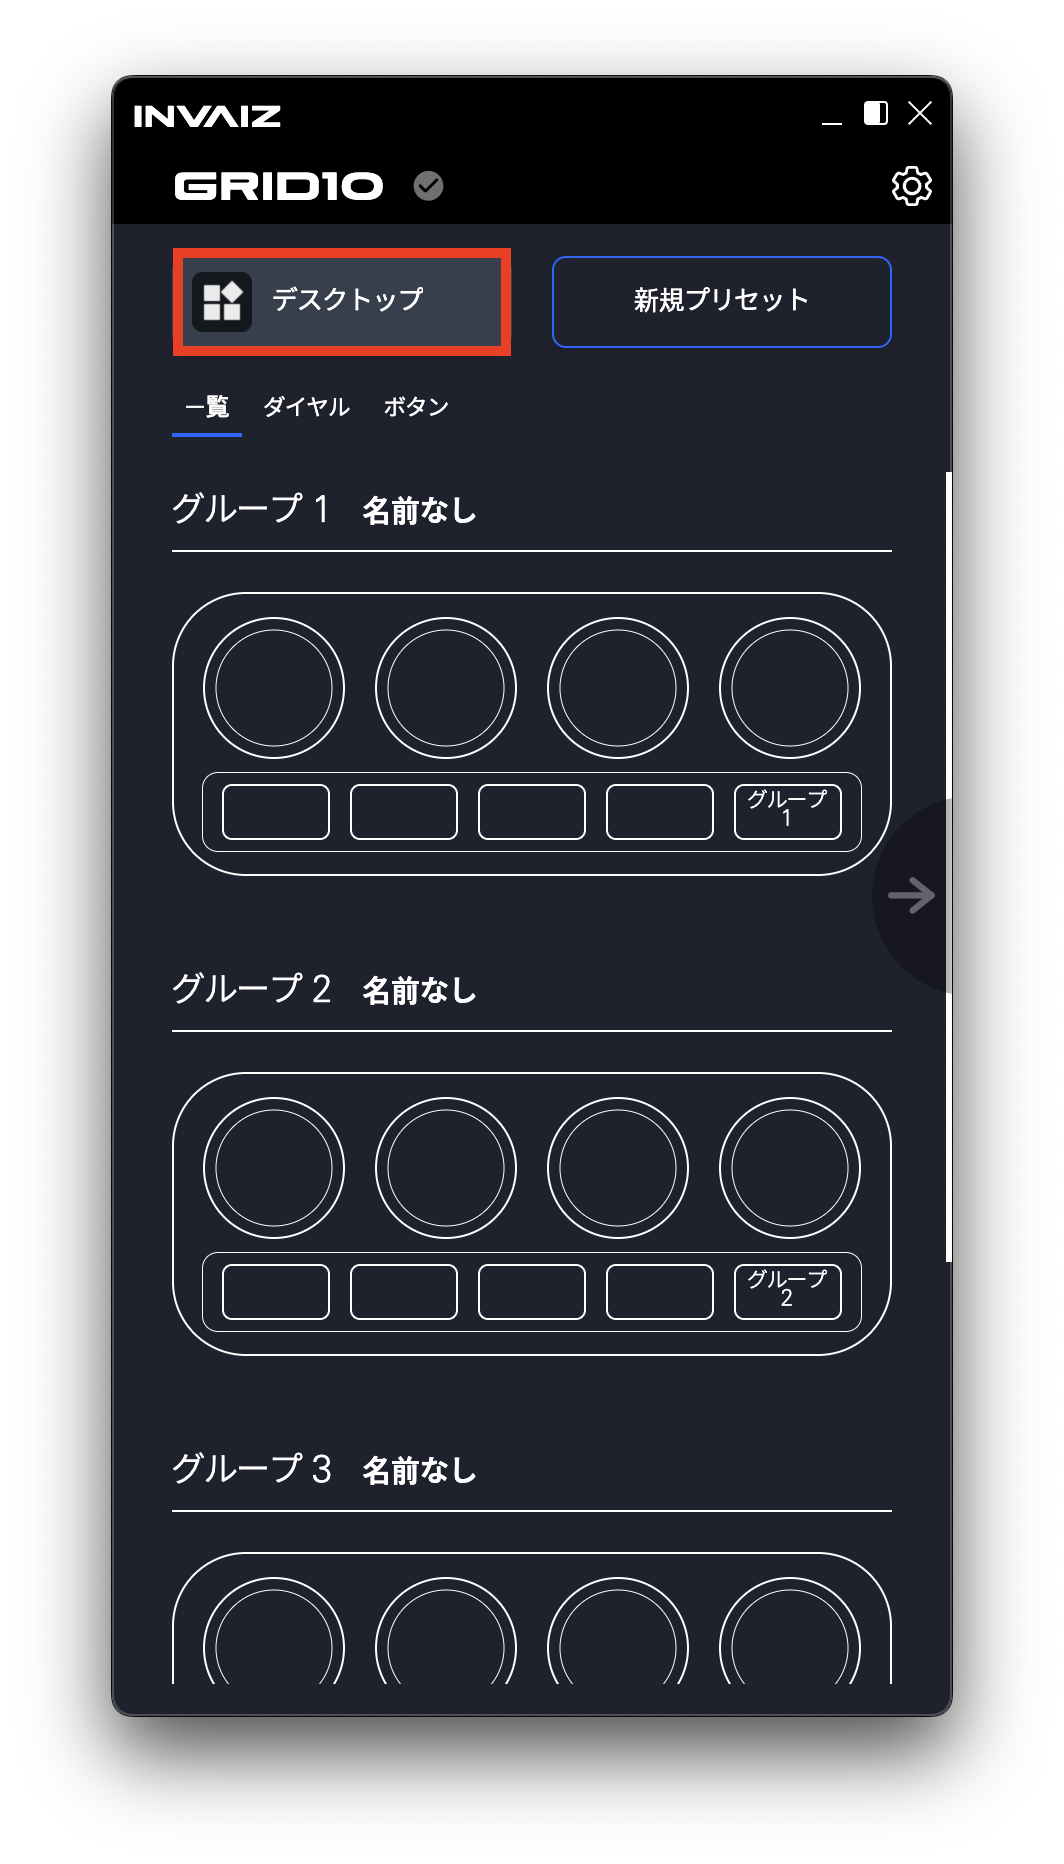 INVAIZ
GRID10
デスクトップ
新規プリセット
一覧 ダイヤル ボタン
グループ 1 名前なし
グループ
1
グループ 2 名前なし
グループ
2
グループ 3 名前なし